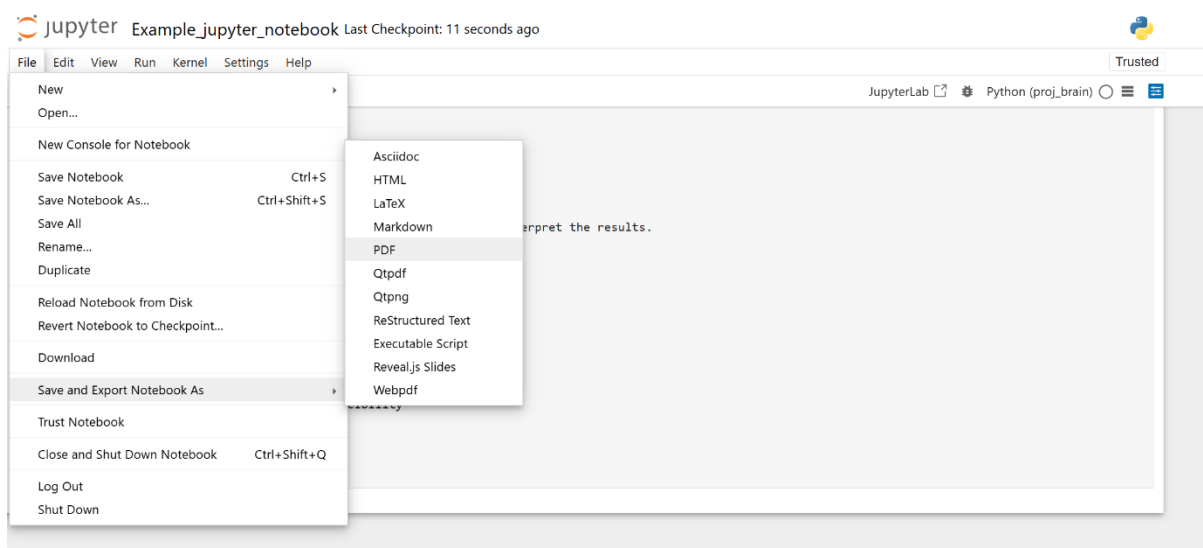 jupyter Example_jupyter_notebook Last Checkpoint: 11 seconds ago
File Edit View Run Kernel Settings Help Trusted
JupyterLab Python (proj_brain)
New
Open...
New Console for Notebook
Save Notebook Ctrl+S
Save Notebook As... Ctrl+Shift+S
Save All
Rename...
Duplicate
Reload Notebook from Disk
Revert Notebook to Checkpoint...
Download
Save and Export Notebook As
Trust Notebook
Close and Shut Down Notebook Ctrl+Shift+Q
Log Out
Shut Down
Asciidoc
HTML
LaTeX
Markdown
PDF
Qtpdf
Qtpng
ReStructured Text
Executable Script
Reveal.js Slides
Webpdf
erpret the results.